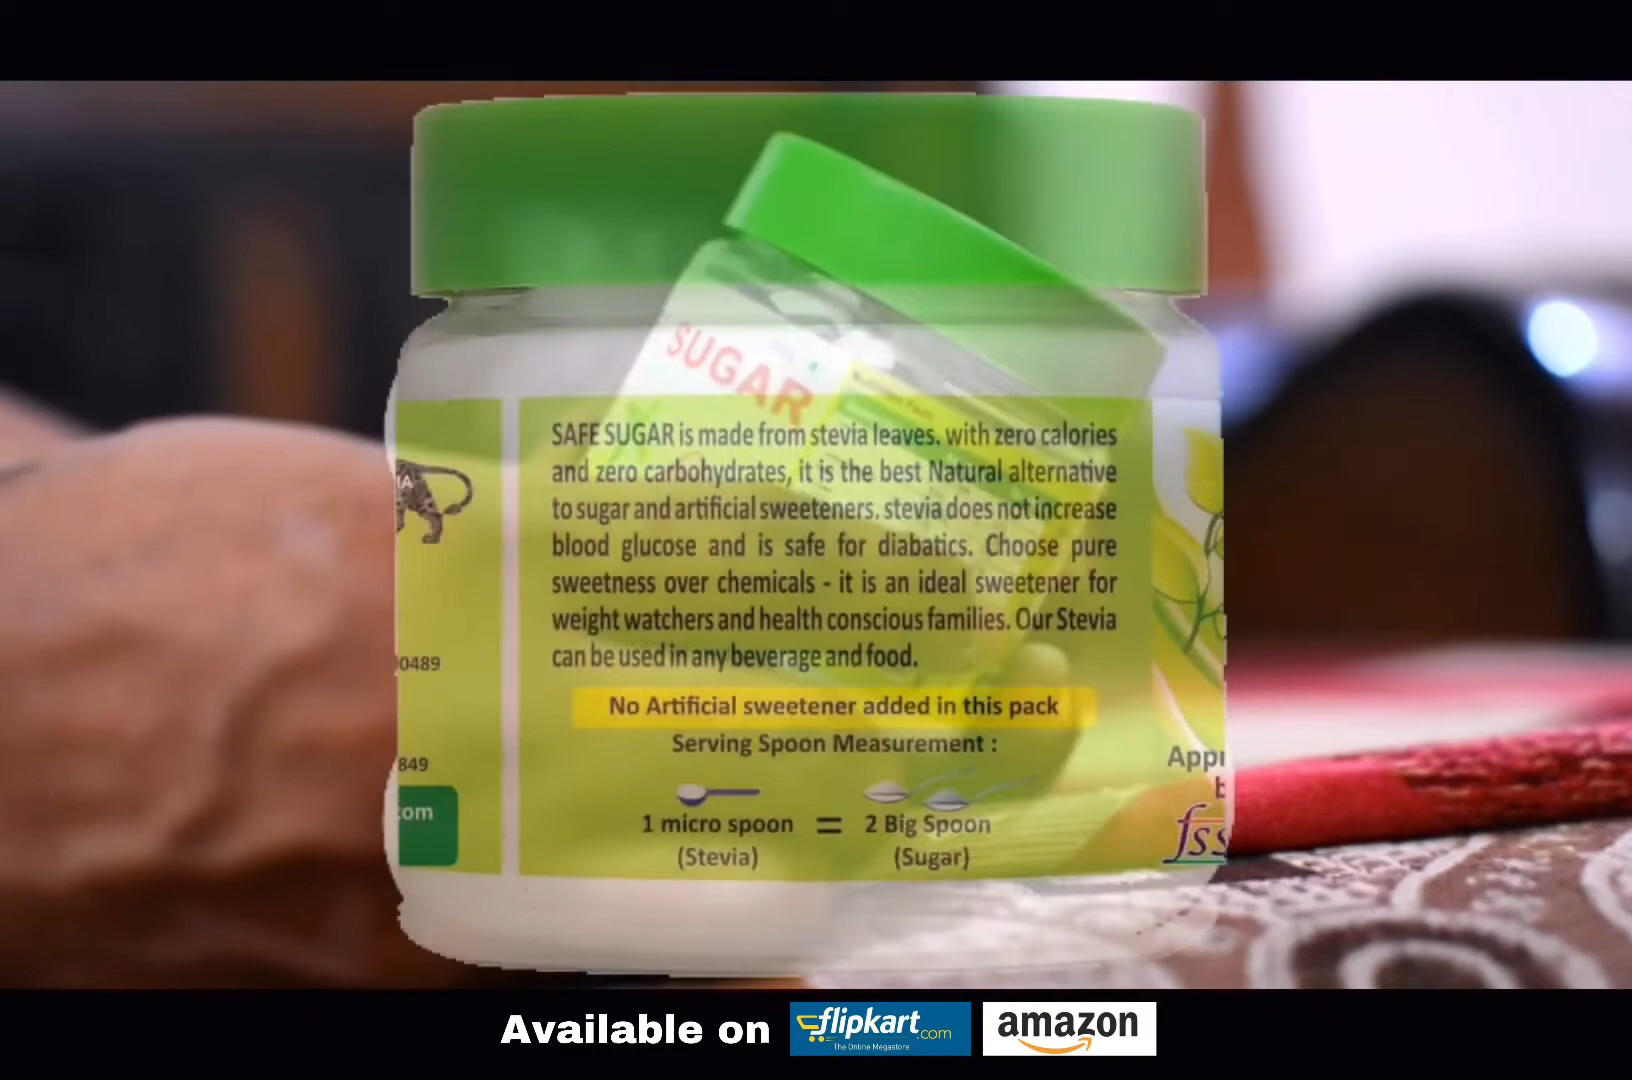 SUGAR
SAFE SUGAR is made from stevia leaves. with zero calories
and zero carbohydrates, it is the best Natural alternative
to sugar and artificial sweeteners. stevia does not increase
blood glucose and is safe for diabatics. Choose pure
sweetness over chemicals - it is an ideal sweetener for
weight watchers and health conscious families. Our Stevia
can be used in any beverage and food.
No Artificial sweetener added in this pack
Serving Spoon Measurement :
1 micro spoon = 2 Big Spoon
(Stevia) (Sugar)
IA
0489
849
com
App
b
fss
Available on flipkart.com amazon
The Online Megastore